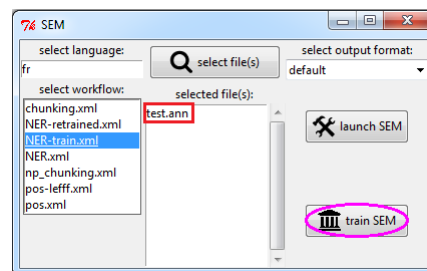 SEM
select language:
fr
select file(s)
select output format:
default
select workflow:
chunking.xml
NER-retrained.xml
NER-train.xml
NER.xml
np_chunking.xml
pos-lefff.xml
pos.xml
selected file(s):
test.ann
launch SEM
train SEM